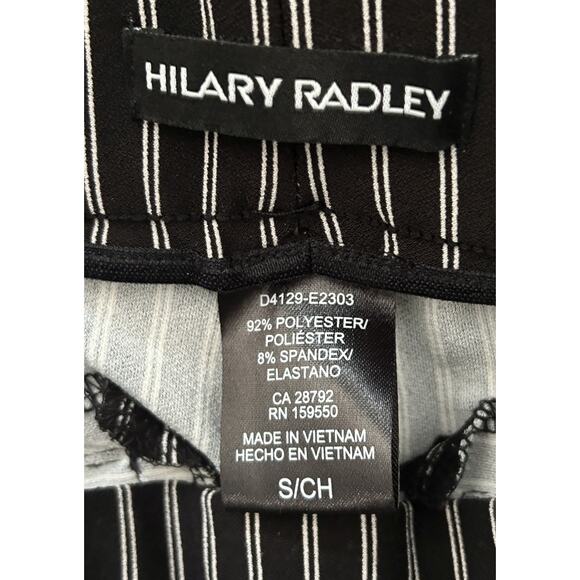 HILARY RADLEY
D4129-E2303
92% POLYESTER/
POLIÉSTER
8% SPANDEX/
ELASTANO
CA 28792
RN 159550
MADE IN VIETNAM
HECHO EN VIETNAM
S/CH